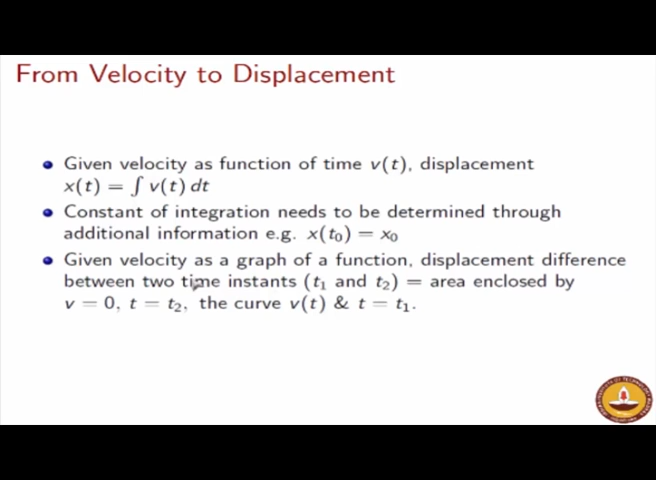 From Velocity to Displacement
Given velocity as function of time v(t), displacement
x(t) = ∫ v(t) dt
Constant of integration needs to be determined through
additional information e.g. x(t₀) = x₀
Given velocity as a graph of a function, displacement difference
between two time instants (t₁ and t₂) = area enclosed by
v = 0, t = t₂, the curve v(t) & t = t₁.